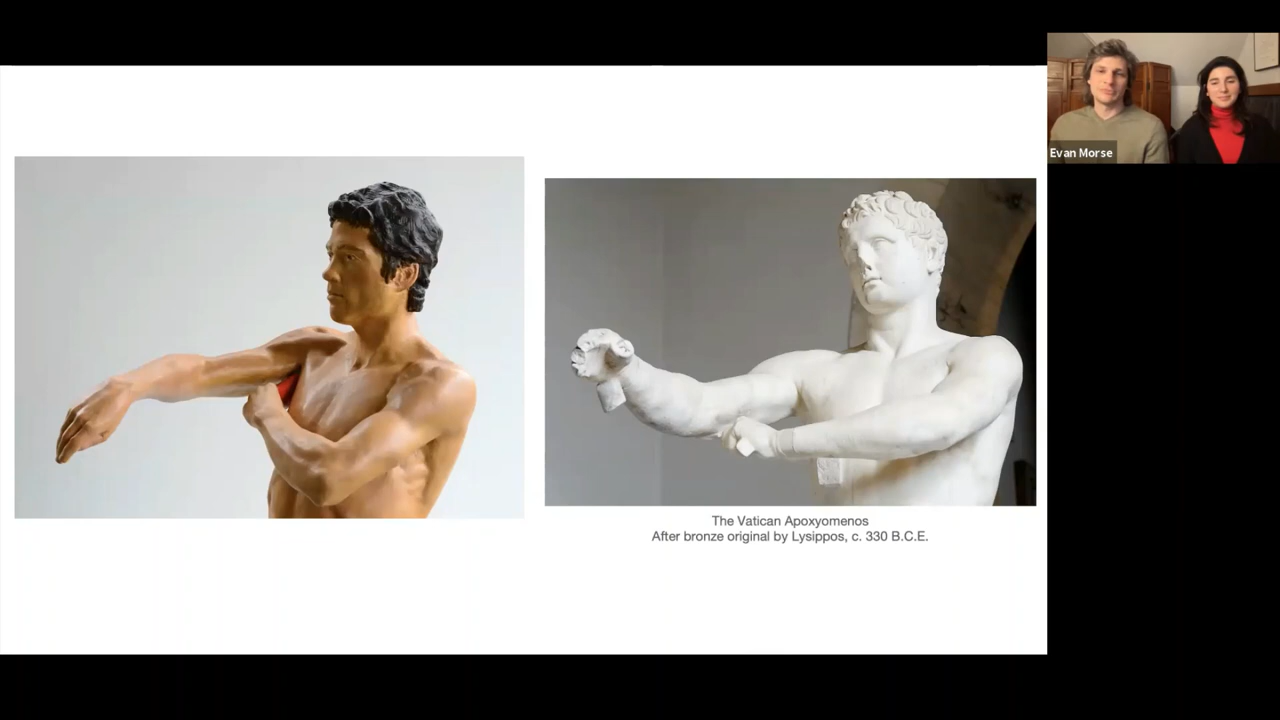 Evan Morse
The Vatican Apoxyomenos
After bronze original by Lysippos, c. 330 B.C.E.